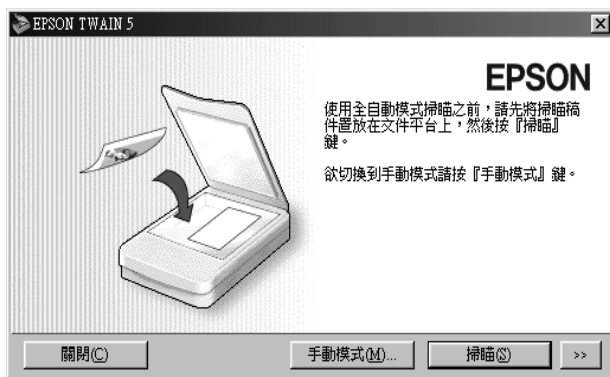 EPSON TWAIN 5
EPSON
使用全自動模式掃瞄之前，請先將掃瞄稿
件置放在文件平台上，然後按『掃瞄』
鍵。
欲切換到手動模式請按『手動模式』鍵。
關閉(C)
手動模式(M)...
掃瞄(S)
>>